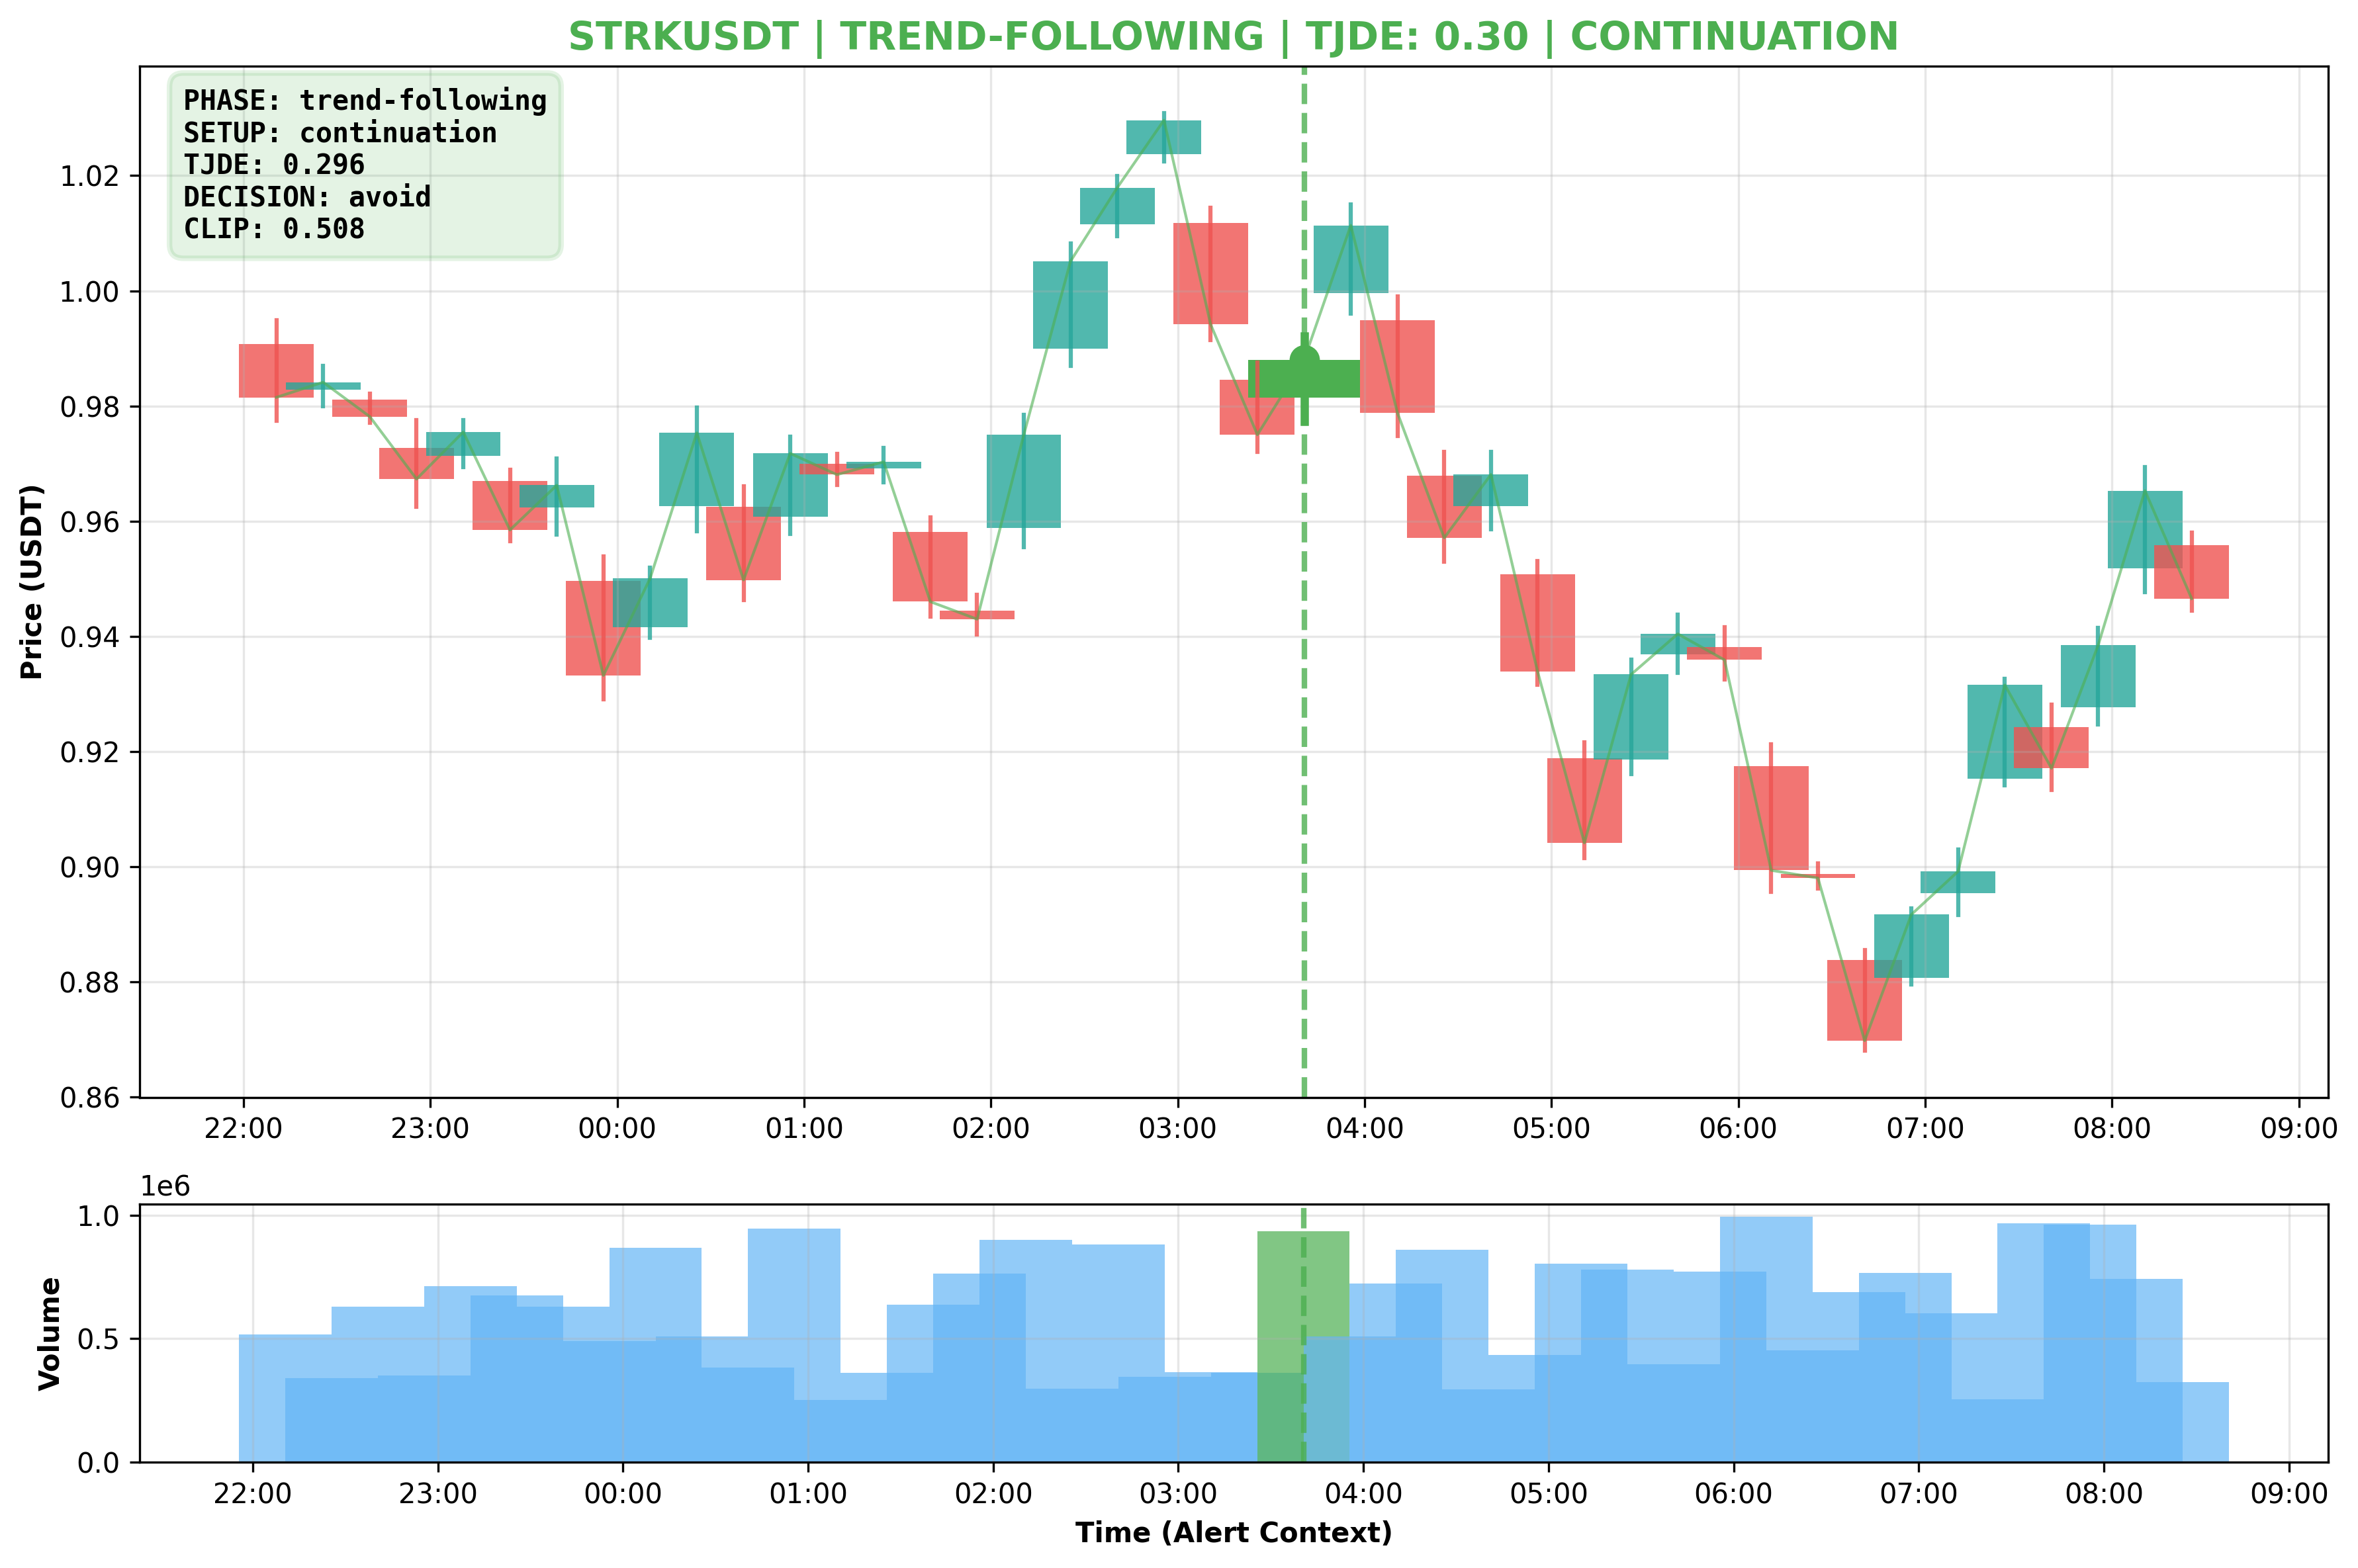 STRKUSDT | TREND-FOLLOWING | TJDE: 0.30 | CONTINUATION
PHASE: trend-following
SETUP: continuation
TJDE: 0.296
DECISION: avoid
CLIP: 0.508
Price (USDT)
1.02
1.00
0.98
0.96
0.94
0.92
0.90
0.88
0.86
22:00 23:00 00:00 01:00 02:00 03:00 04:00 05:00 06:00 07:00 08:00 09:00
1e6
Volume
1.0
0.5
0.0
22:00 23:00 00:00 01:00 02:00 03:00 04:00 05:00 06:00 07:00 08:00 09:00
Time (Alert Context)